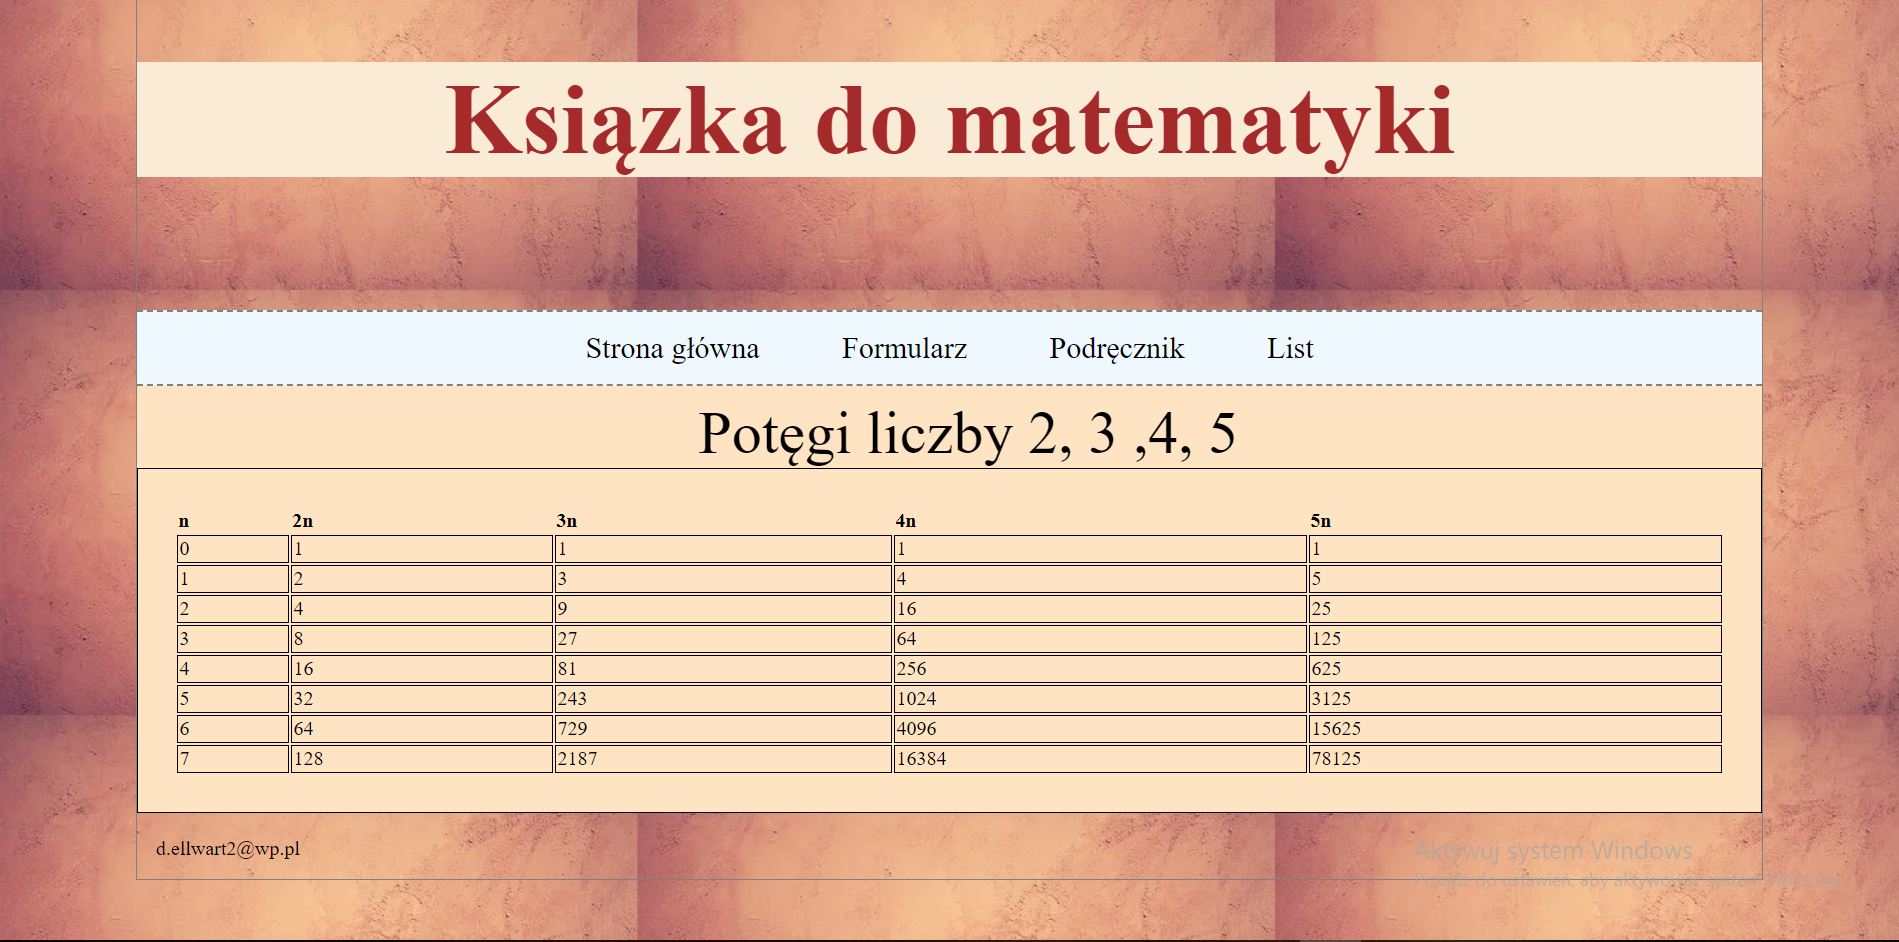 Książka do matematyki
Strona główna Formularz Podręcznik List
Potęgi liczby 2, 3 ,4, 5
n 2n 3n 4n 5n
0 1 1 1 1
1 2 3 4 5
2 4 9 16 25
3 8 27 64 125
4 16 81 256 625
5 32 243 1024 3125
6 64 729 4096 15625
7 128 2187 16384 78125
d.ellwart2@wp.pl
Aktywuj system Windows
Przejdź do ustawień, aby aktywować system Windows.